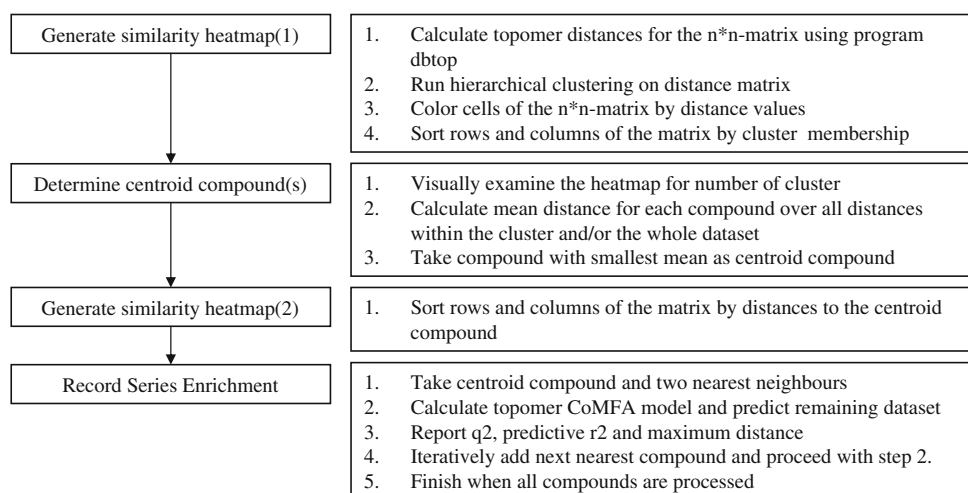 Generate similarity heatmap(1)
1. Calculate topomer distances for the n*n-matrix using program
dbtop
2. Run hierarchical clustering on distance matrix
3. Color cells of the n*n-matrix by distance values
4. Sort rows and columns of the matrix by cluster membership
Determine centroid compound(s)
1. Visually examine the heatmap for number of cluster
2. Calculate mean distance for each compound over all distances
within the cluster and/or the whole dataset
3. Take compound with smallest mean as centroid compound
Generate similarity heatmap(2)
1. Sort rows and columns of the matrix by distances to the centroid
compound
Record Series Enrichment
1. Take centroid compound and two nearest neighbours
2. Calculate topomer CoMFA model and predict remaining dataset
3. Report q2, predictive r2 and maximum distance
4. Iteratively add next nearest compound and proceed with step 2.
5. Finish when all compounds are processed